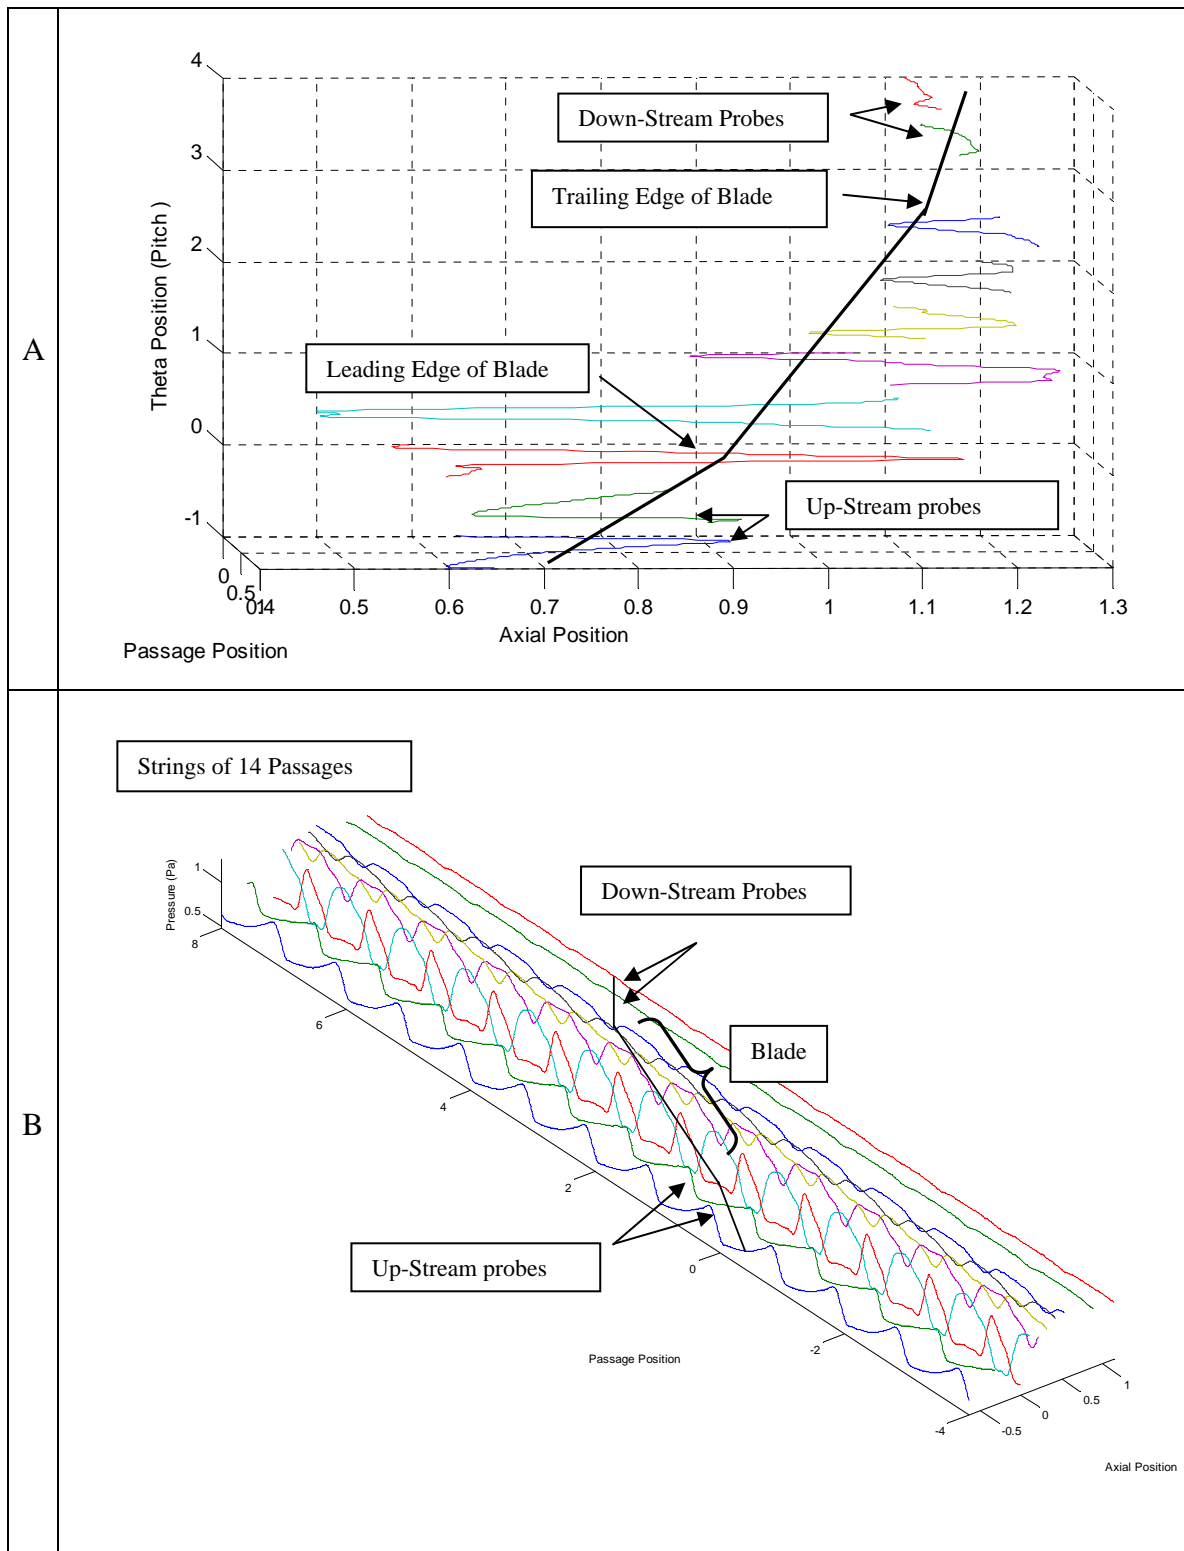 A
4
3
2
1
0
-1
Theta Position (Pitch )
Down-Stream Probes
Trailing Edge of Blade
Leading Edge of Blade
Up-Stream probes
0
0.5
1
0.4
0.5
0.6
0.7
0.8
0.9
1
1.1
1.2
1.3
Axial Position
Passage Position
B
Strings of 14 Passages
Pressure (Pa)
1
0.5
8
6
4
2
0
-2
-4
Down-Stream Probes
Blade
Up-Stream probes
Passage Position
-0.5
0
0.5
1
Axial Position